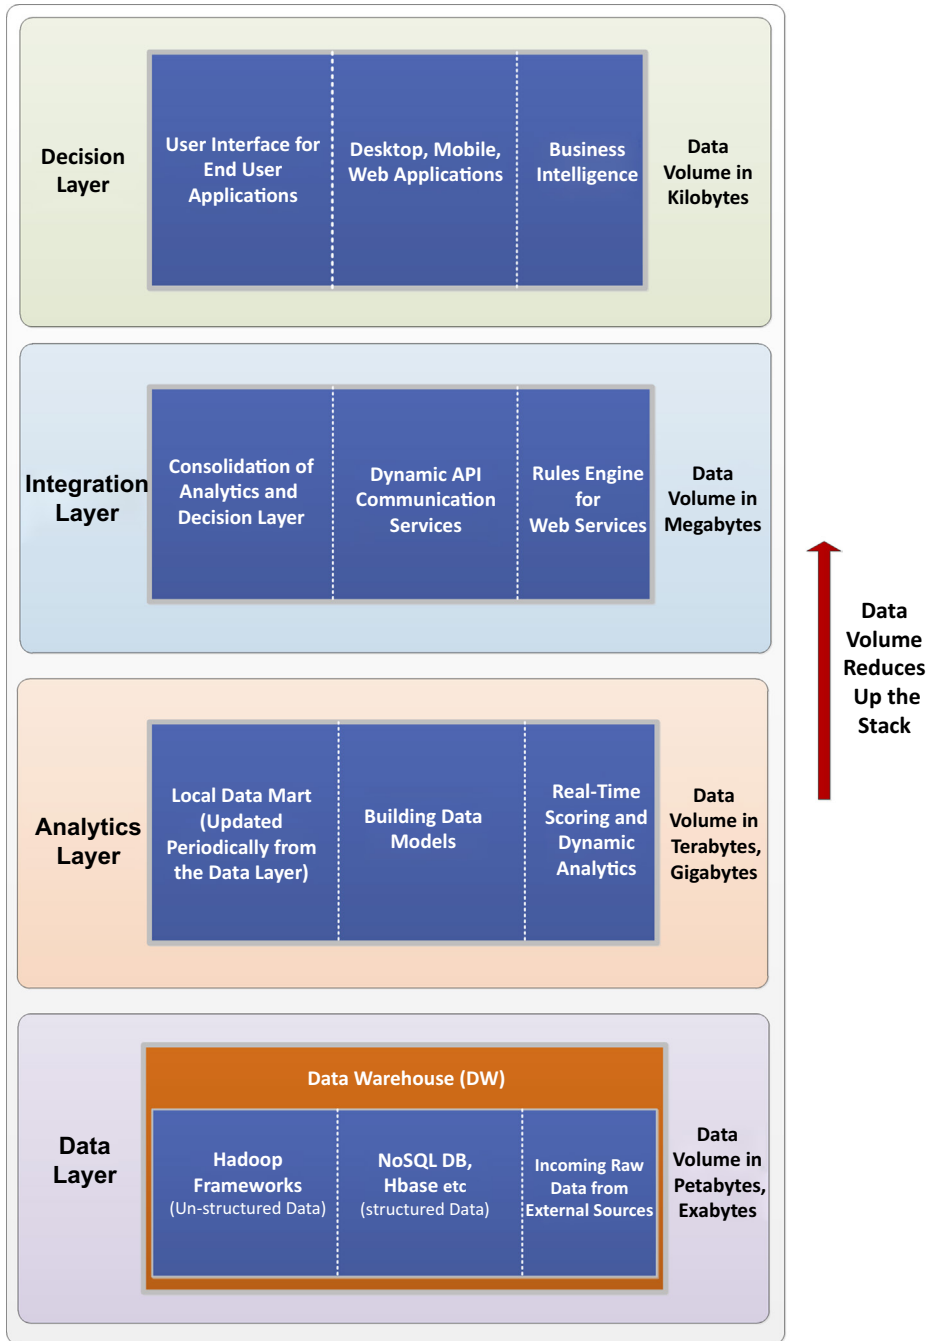 Decision
Layer
User Interface for
End User
Applications
Desktop, Mobile,
Web Applications
Business
Intelligence
Data
Volume in
Kilobytes
Integration
Layer
Consolidation of
Analytics and
Decision Layer
Dynamic API
Communication
Services
Rules Engine
for
Web Services
Data
Volume in
Megabytes
Data
Volume
Reduces
Up the
Stack
Analytics
Layer
Local Data Mart
(Updated
Periodically from
the Data Layer)
Building Data
Models
Real-Time
Scoring and
Dynamic
Analytics
Data
Volume in
Terabytes,
Gigabytes
Data
Layer
Data Warehouse (DW)
Hadoop
Frameworks
(Un-structured Data)
NoSQL DB,
Hbase etc
(structured Data)
Incoming Raw
Data from
External Sources
Data
Volume in
Petabytes,
Exabytes